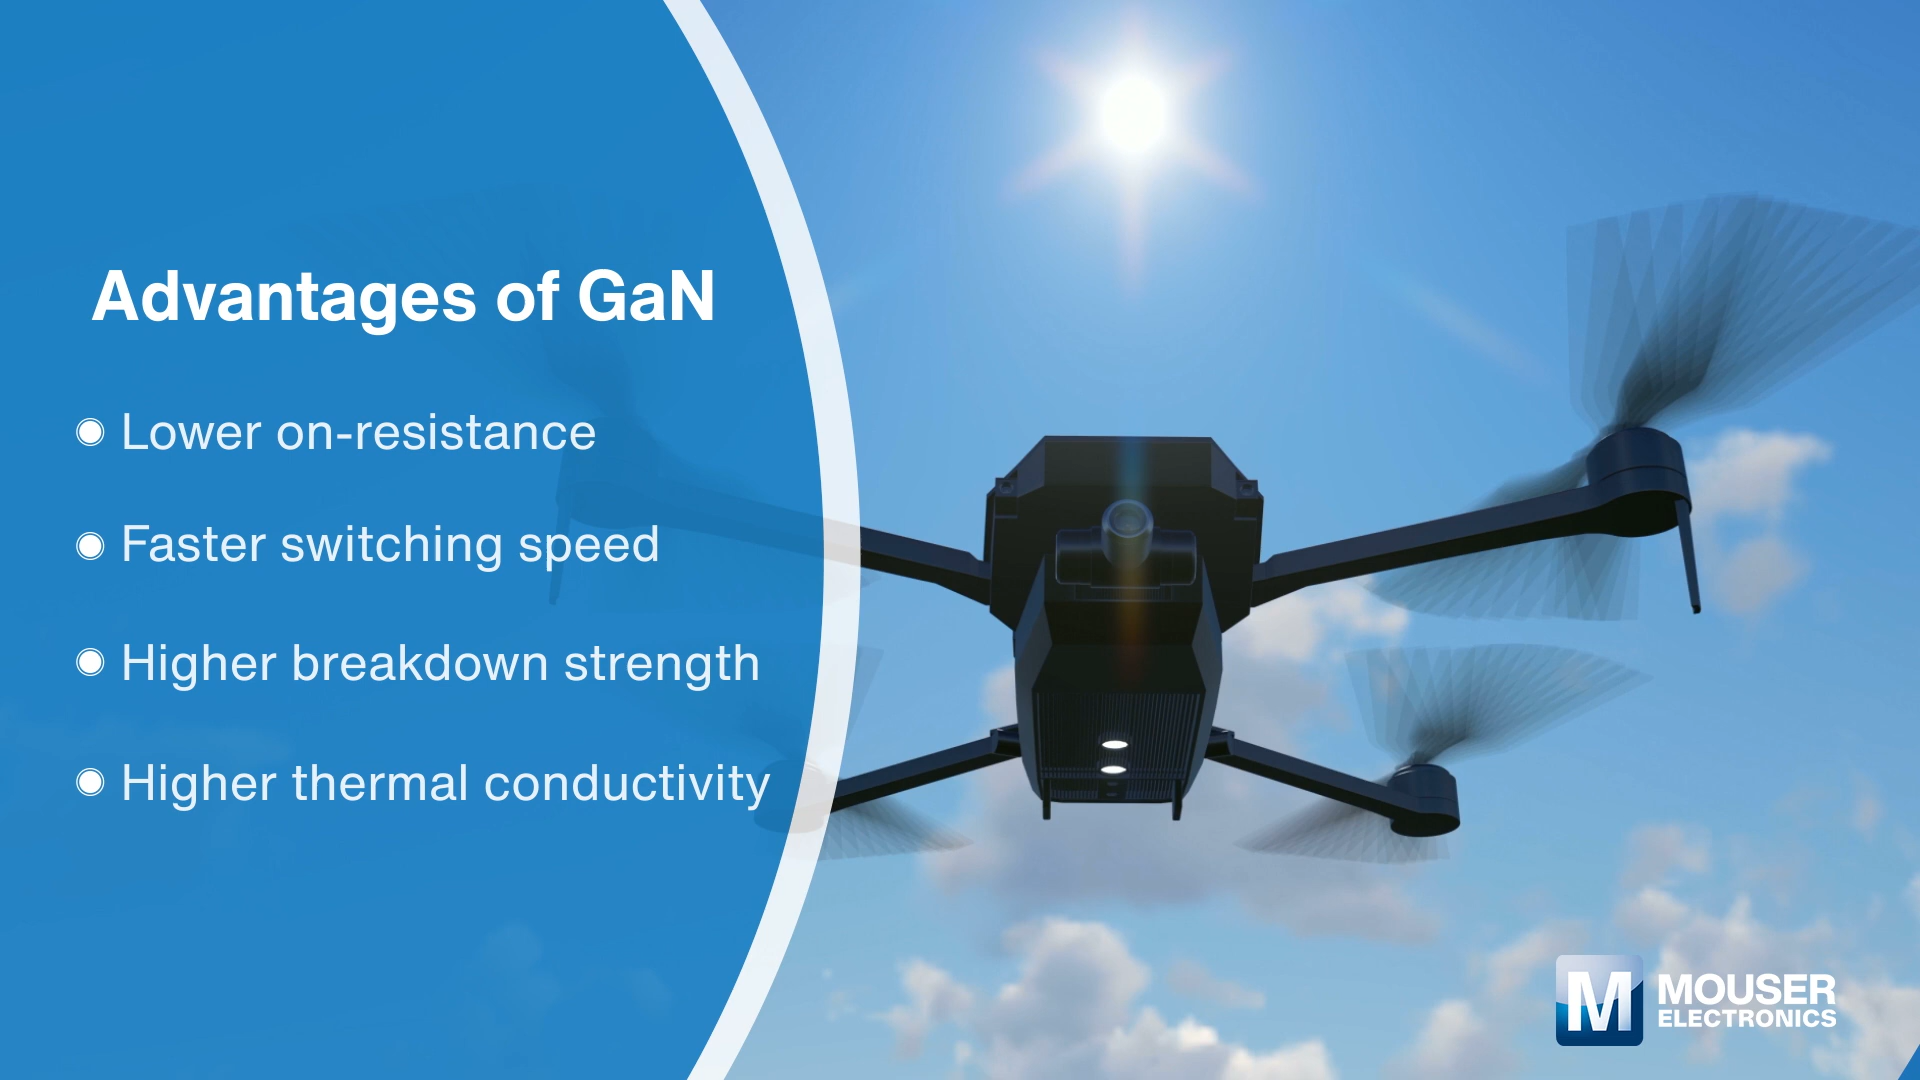 Advantages of GaN
Lower on-resistance
Faster switching speed
Higher breakdown strength
Higher thermal conductivity
M MOUSER
ELECTRONICS